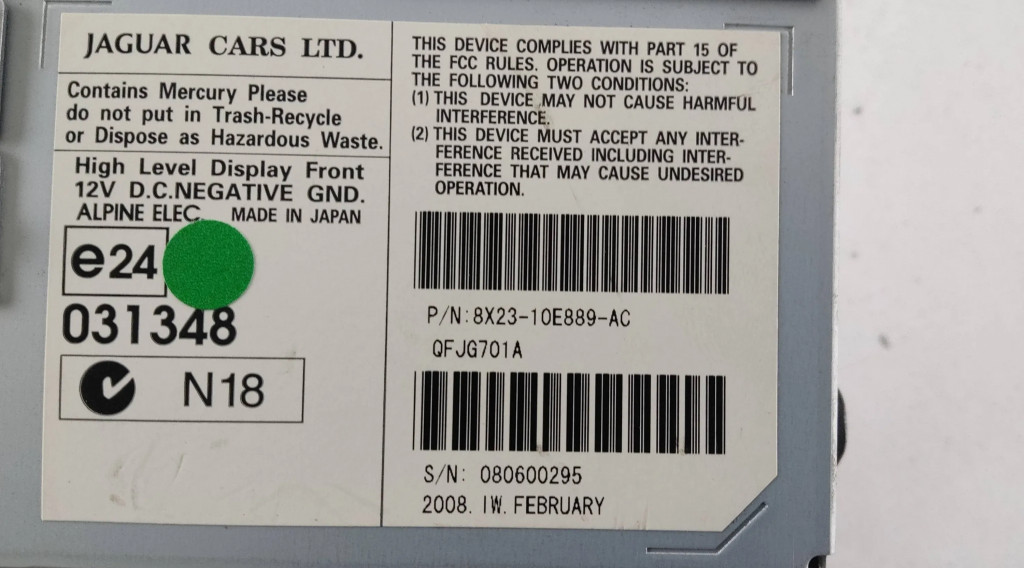 JAGUAR CARS LTD.
Contains Mercury Please
do not put in Trash-Recycle
or Dispose as Hazardous Waste.
High Level Display Front
12V D.C.NEGATIVE GND.
ALPINE ELEC. MADE IN JAPAN
e24
031348
N18
THIS DEVICE COMPLIES WITH PART 15 OF
THE FCC RULES. OPERATION IS SUBJECT TO
THE FOLLOWING TWO CONDITIONS:
(1) THIS DEVICE MAY NOT CAUSE HARMFUL
INTERFERENCE.
(2) THIS DEVICE MUST ACCEPT ANY INTER-
FERENCE RECEIVED INCLUDING INTER-
FERENCE THAT MAY CAUSE UNDESIRED
OPERATION.
P/N:8X23-10E889-AC
QFJG701A
S/N: 080600295
2008. IW. FEBRUARY